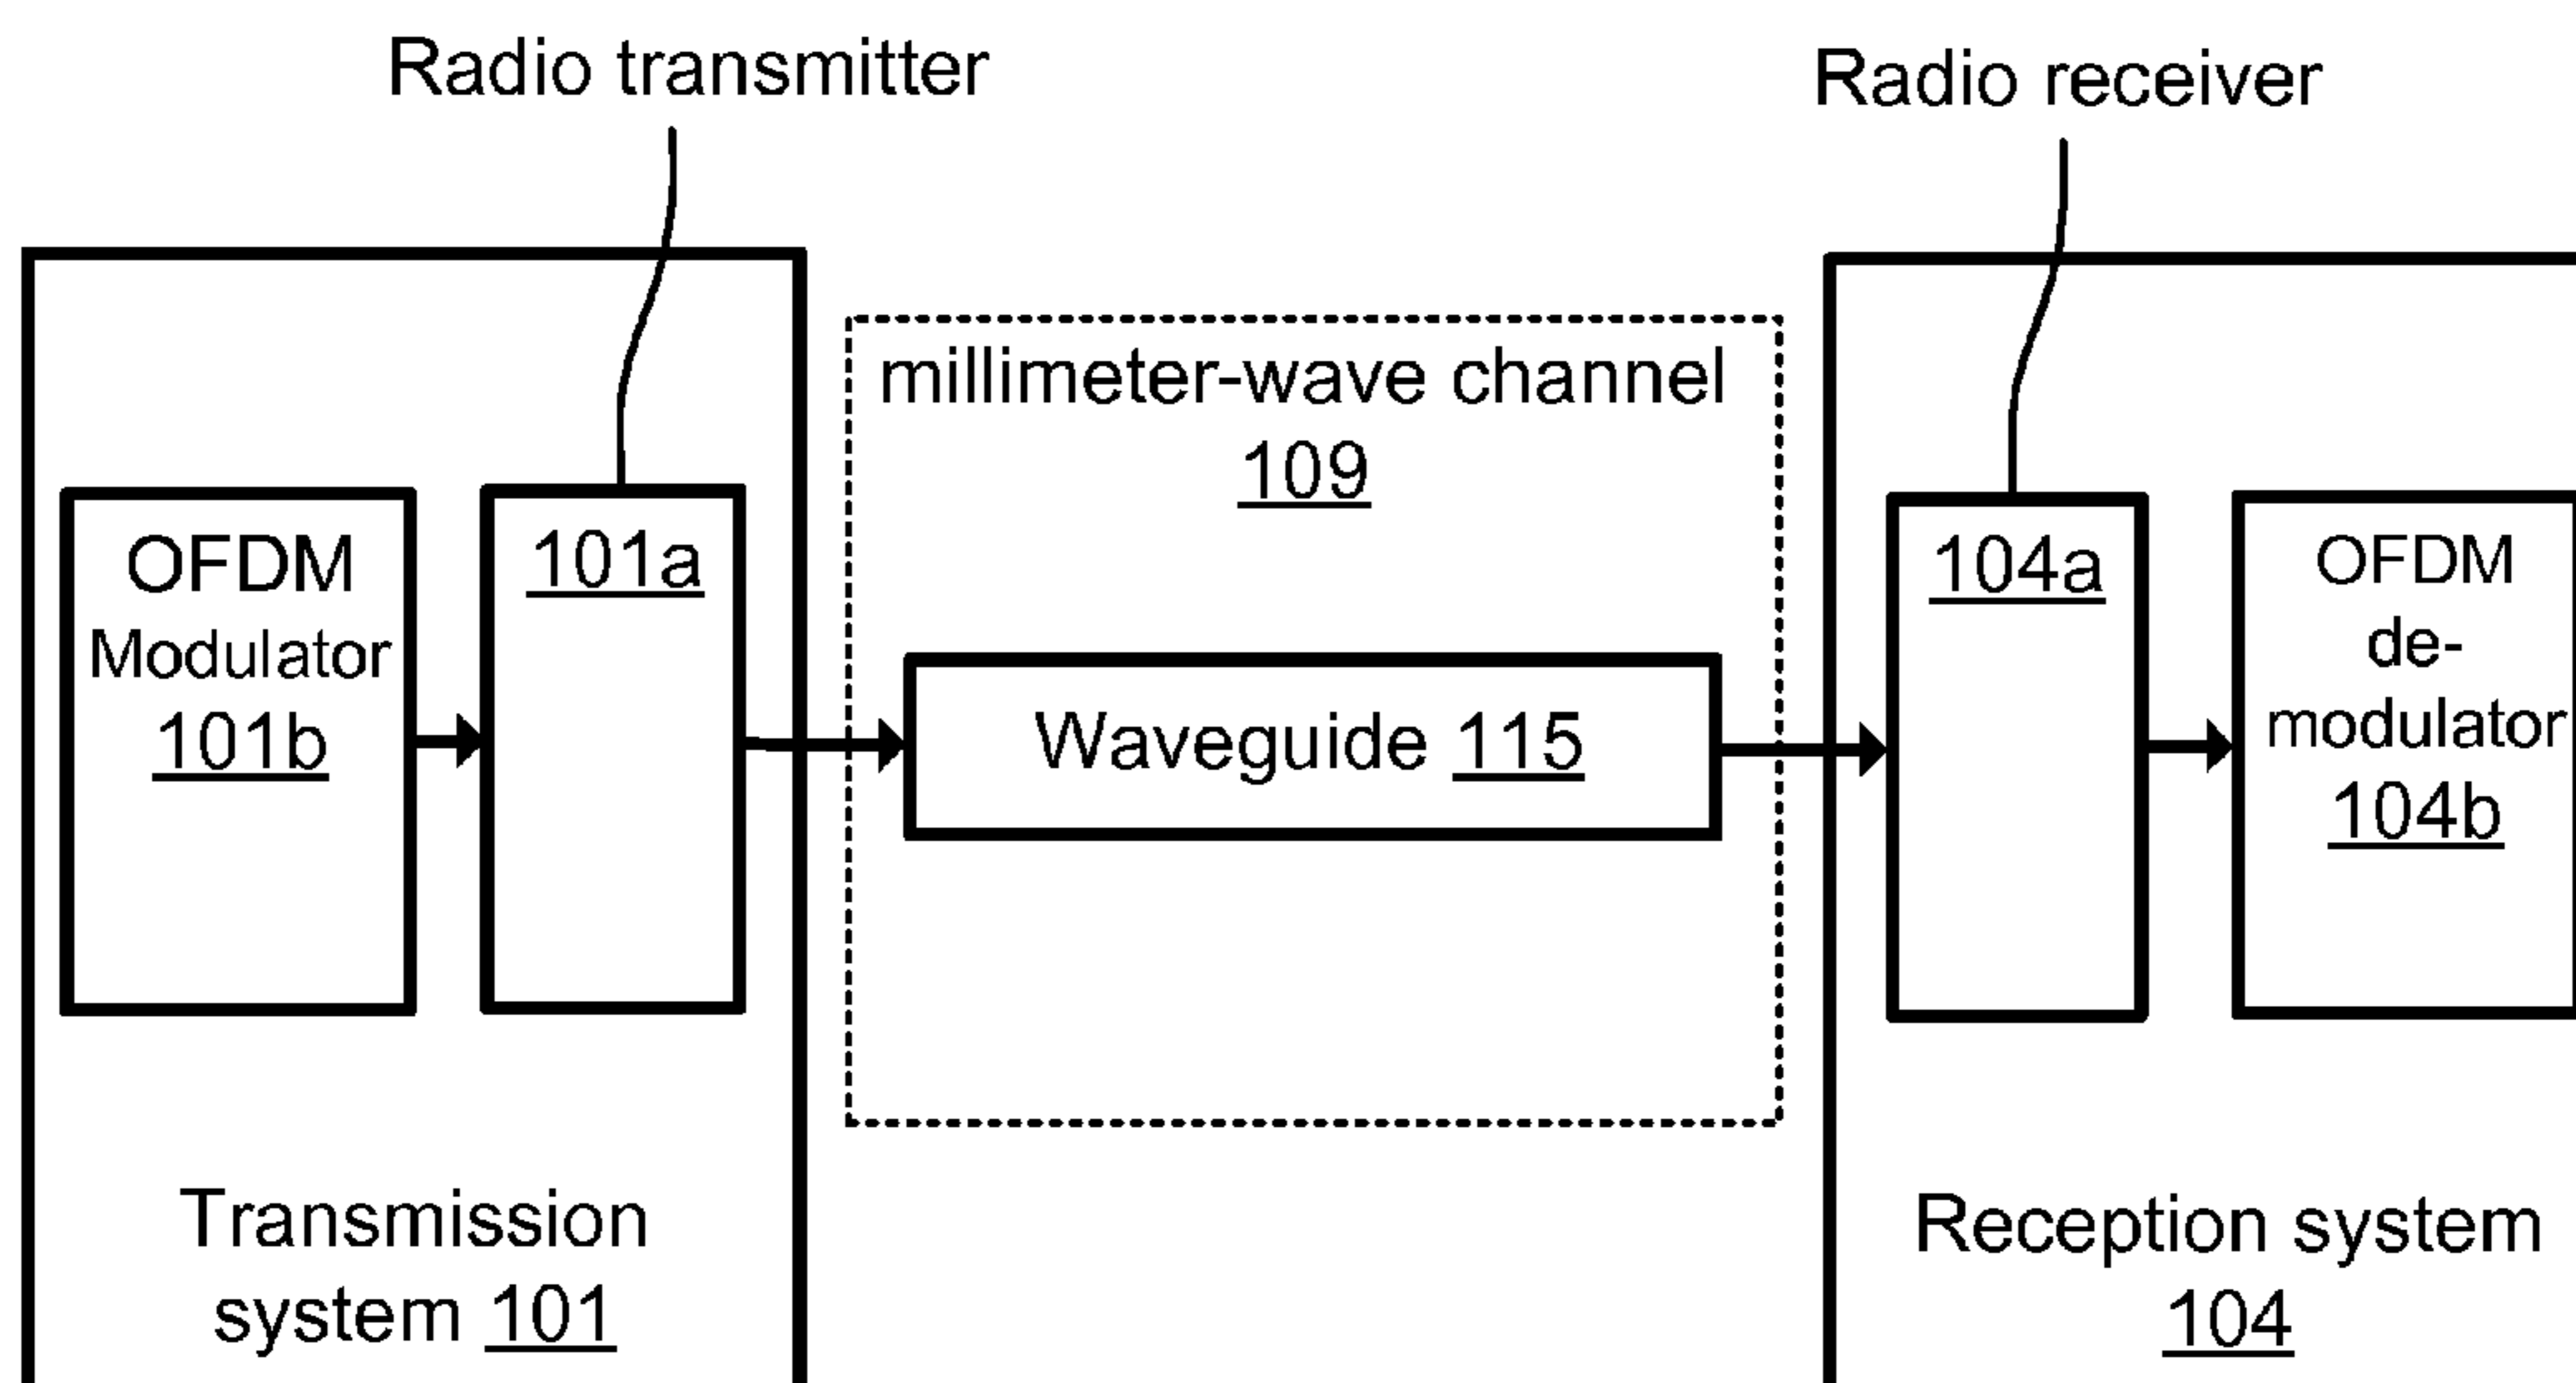 Radio transmitter
Radio receiver
millimeter-wave channel
109
OFDM
Modulator
101b
101a
Waveguide 115
104a
OFDM
de-
modulator
104b
Transmission
system 101
Reception system
104